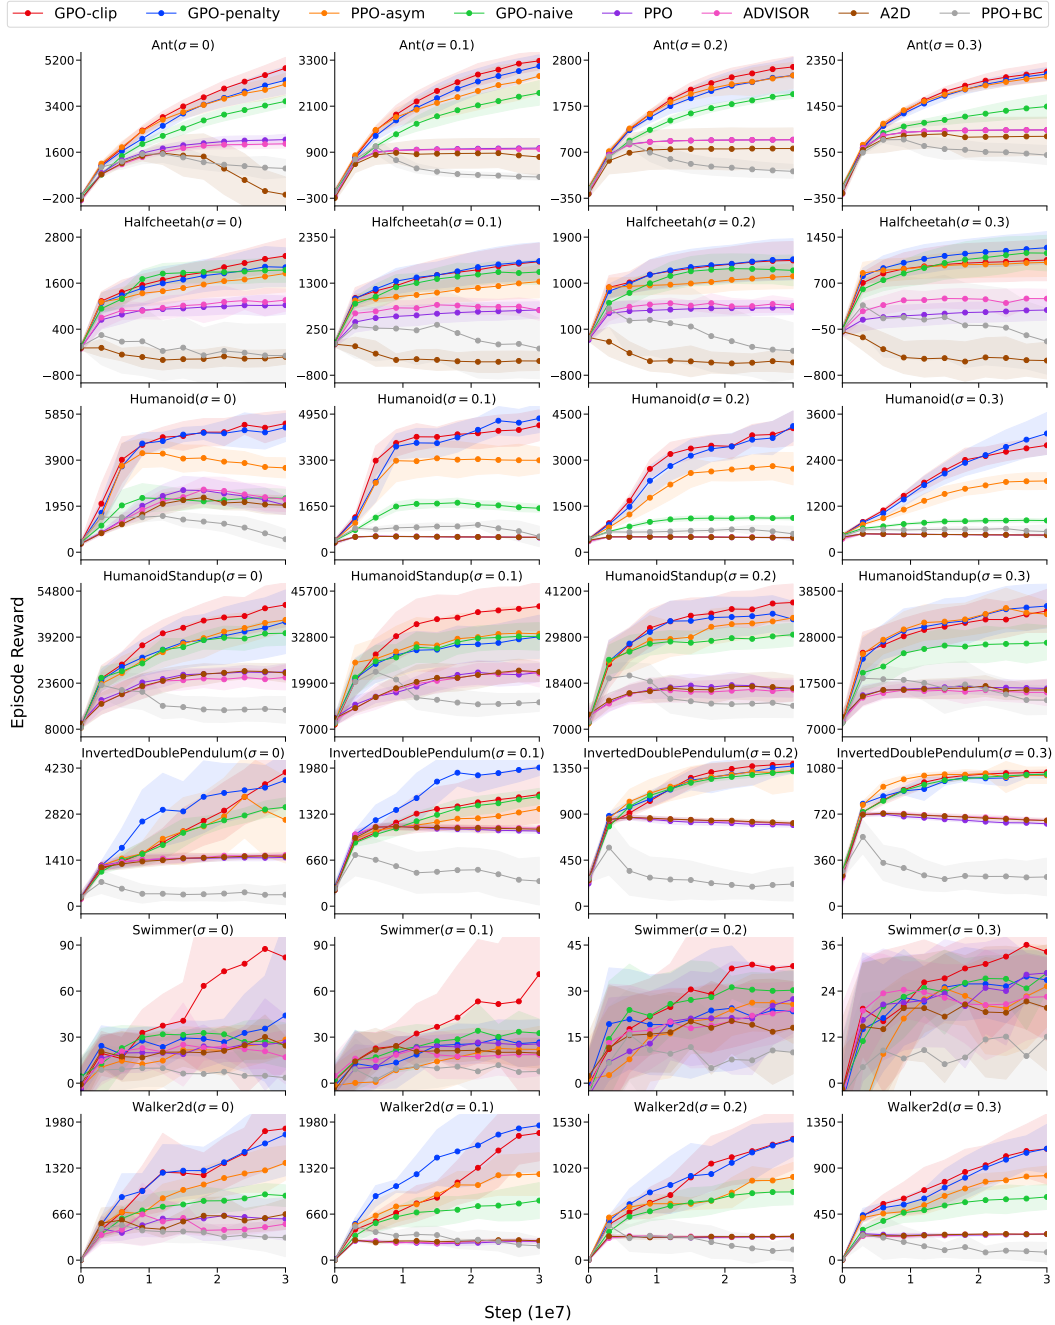 GPO-clip GPO-penalty PPO-asym GPO-naive PPO ADVISOR A2D PPO+BC
Ant(σ = 0) Ant(σ = 0.1) Ant(σ = 0.2) Ant(σ = 0.3)
5200 3300 2800 2350
3400 2100 1750 1450
1600 900 700 550
−200 −300 −350 −350
Halfcheetah(σ = 0) Halfcheetah(σ = 0.1) Halfcheetah(σ = 0.2) Halfcheetah(σ = 0.3)
2800 2350 1900 1450
1600 1300 1000 700
400 250 100 −50
−800 −800 −800 −800
Humanoid(σ = 0) Humanoid(σ = 0.1) Humanoid(σ = 0.2) Humanoid(σ = 0.3)
5850 4950 4500 3600
3900 3300 3000 2400
1950 1650 1500 1200
0 0 0 0
HumanoidStandup(σ = 0) HumanoidStandup(σ = 0.1) HumanoidStandup(σ = 0.2) HumanoidStandup(σ = 0.3)
54800 45700 41200 38500
39200 32800 29800 28000
23600 19900 18400 17500
8000 7000 7000 7000
Episode Reward
InvertedDoublePendulum(σ = 0) InvertedDoublePendulum(σ = 0.1) InvertedDoublePendulum(σ = 0.2) InvertedDoublePendulum(σ = 0.3)
4230 1980 1350 1080
2820 1320 900 720
1410 660 450 360
0 0 0 0
Swimmer(σ = 0) Swimmer(σ = 0.1) Swimmer(σ = 0.2) Swimmer(σ = 0.3)
90 90 45 36
60 60 30 24
30 30 15 12
0 0 0 0
Walker2d(σ = 0) Walker2d(σ = 0.1) Walker2d(σ = 0.2) Walker2d(σ = 0.3)
1980 1980 1530 1350
1320 1320 1020 900
660 660 510 450
0 0 0 0
0 1 2 3 0 1 2 3 0 1 2 3 0 1 2 3
Step (1e7)